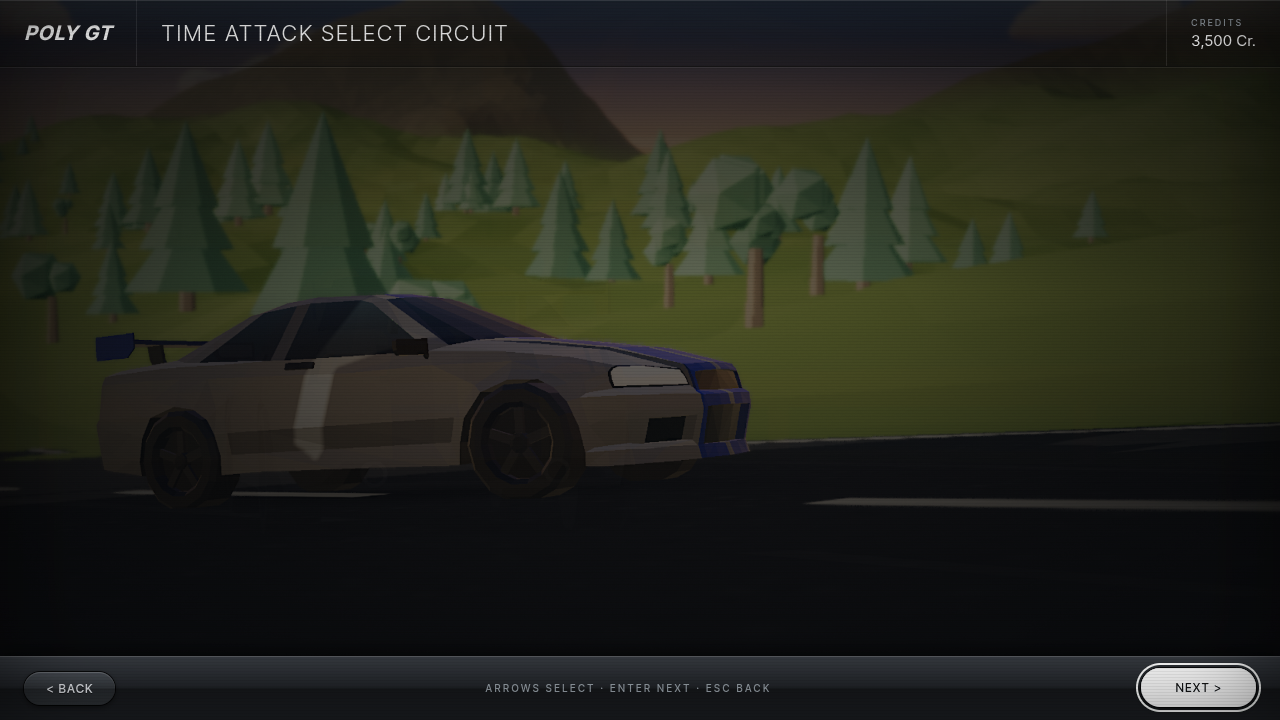 POLY GT
TIME ATTACK SELECT CIRCUIT
CREDITS
3,500 Cr.
< BACK
ARROWS SELECT · ENTER NEXT · ESC BACK
NEXT >